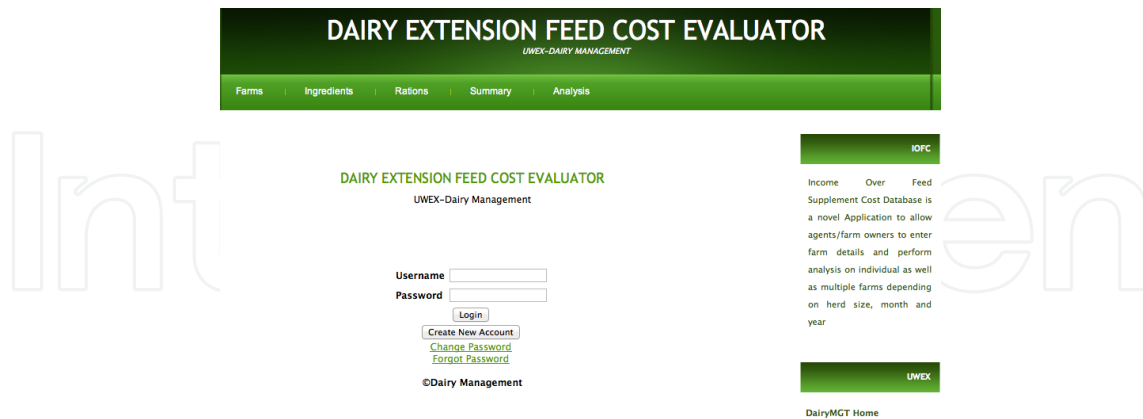 DAIRY EXTENSION FEED COST EVALUATOR
UWEX-DAIRY MANAGEMENT
Farms | Ingredients | Rations | Summary | Analysis
DAIRY EXTENSION FEED COST EVALUATOR
UWEX-Dairy Management
Username
Password
Login
Create New Account
Change Password
Forgot Password
©Dairy Management
IOFC
Income Over Feed
Supplement Cost Database is
a novel Application to allow
agents/farm owners to enter
farm details and perform
analysis on individual as well
as multiple farms depending
on herd size, month and
year
UWEX
DairyMGT Home